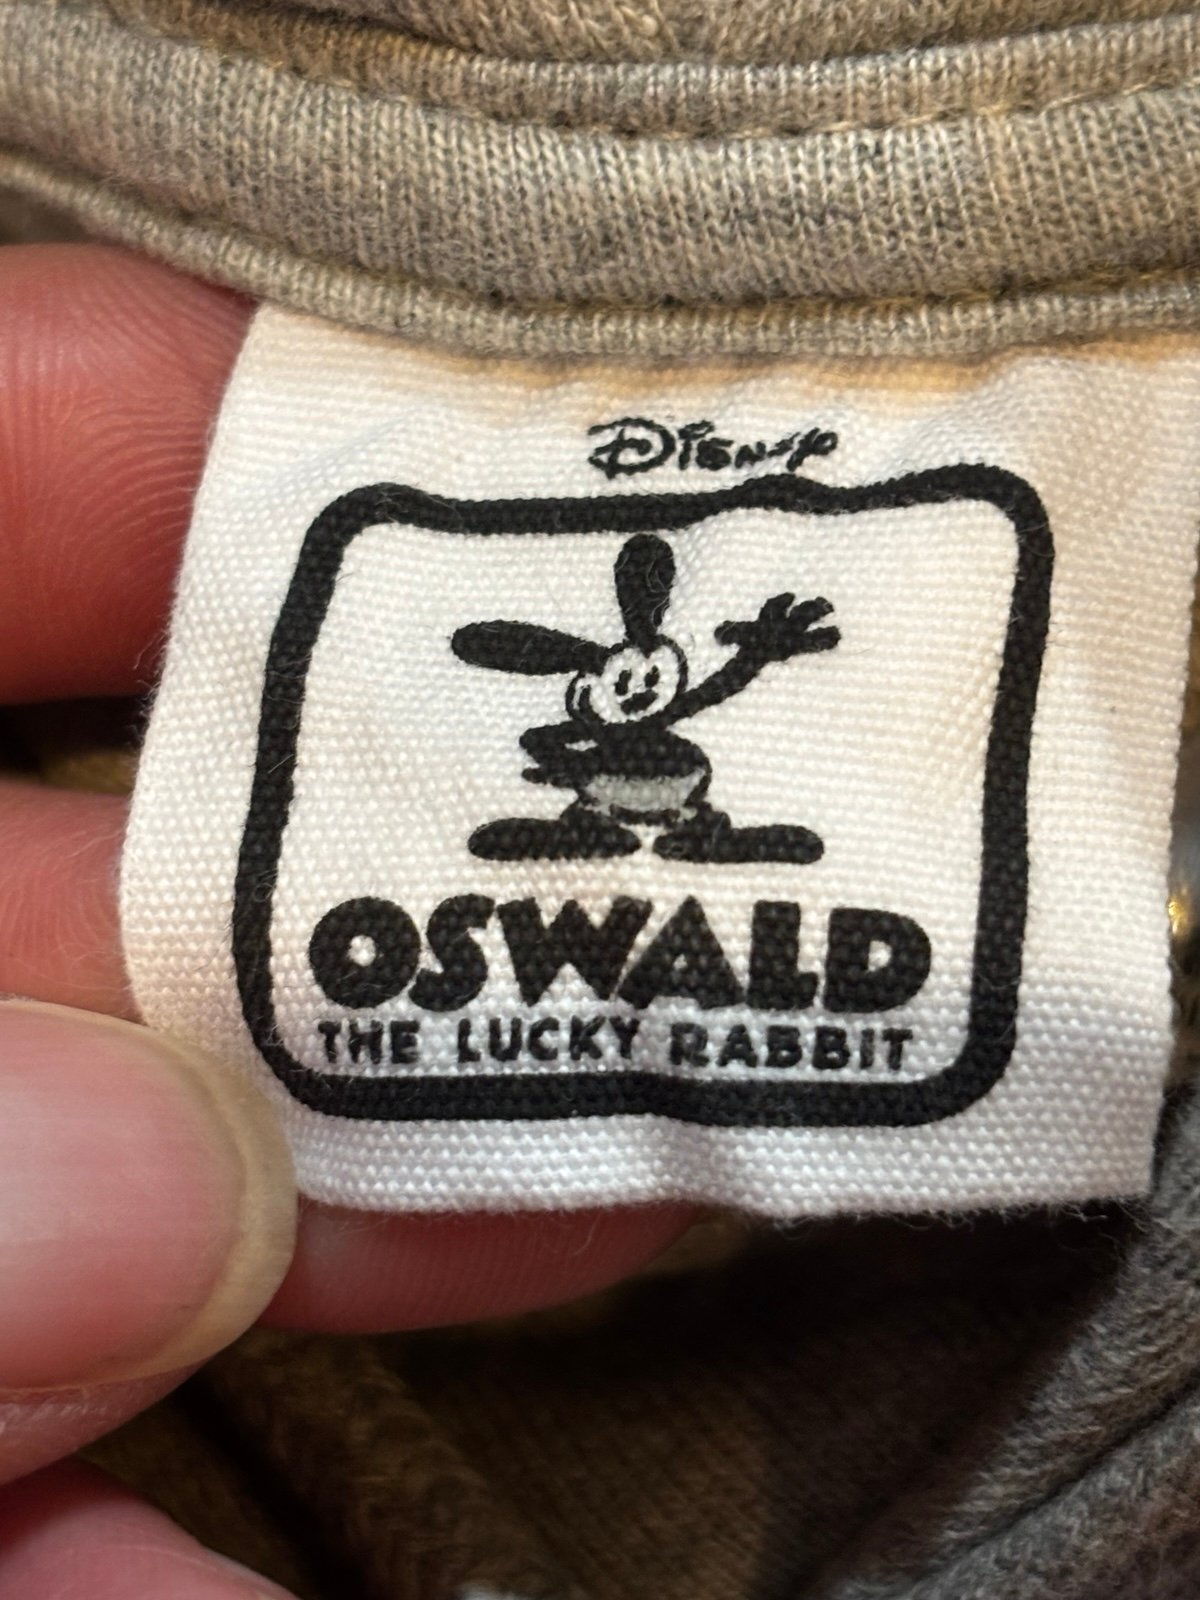 Disney
OSWALD
THE LUCKY RABBIT